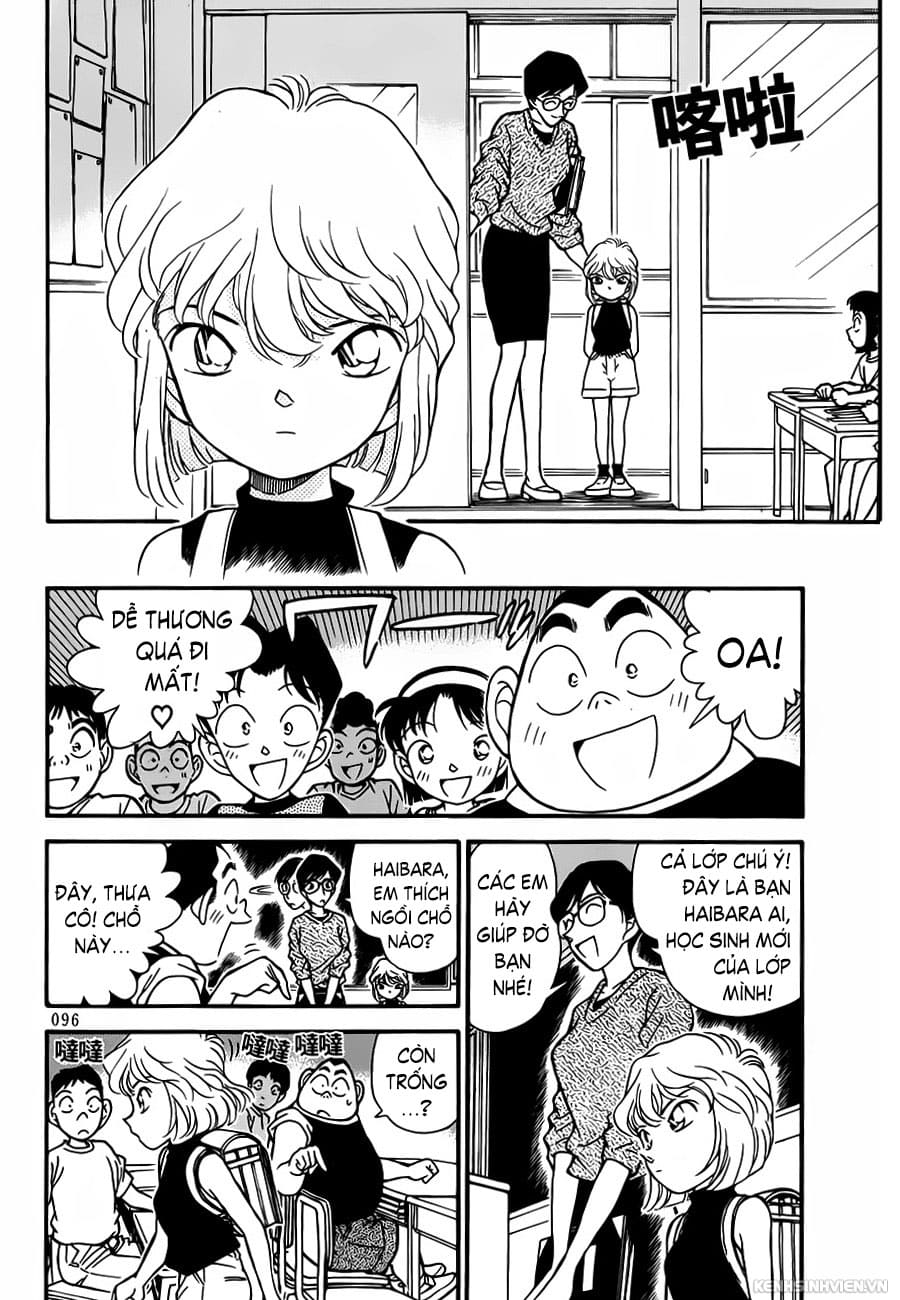 喀啦
OA!
DỄ THƯƠNG
QUÁ ĐI
MẤT!
♡
CẢ LỚP CHÚ Ý!
ĐÂY LÀ BẠN
HAIBARA AI,
HỌC SINH MỚI
CỦA LỚP
MÌNH!
CÁC EM
HÃY
GIÚP ĐỠ
BẠN
NHÉ!
HAIBARA,
EM THÍCH
NGỒI CHỖ
NÀO?
ĐÂY, THƯA
CÔ! CHỖ
NÀY...
096
CÒN
TRỐNG
...?
噠噠
噠噠
噠噠
KENHSINHVIEN.VN